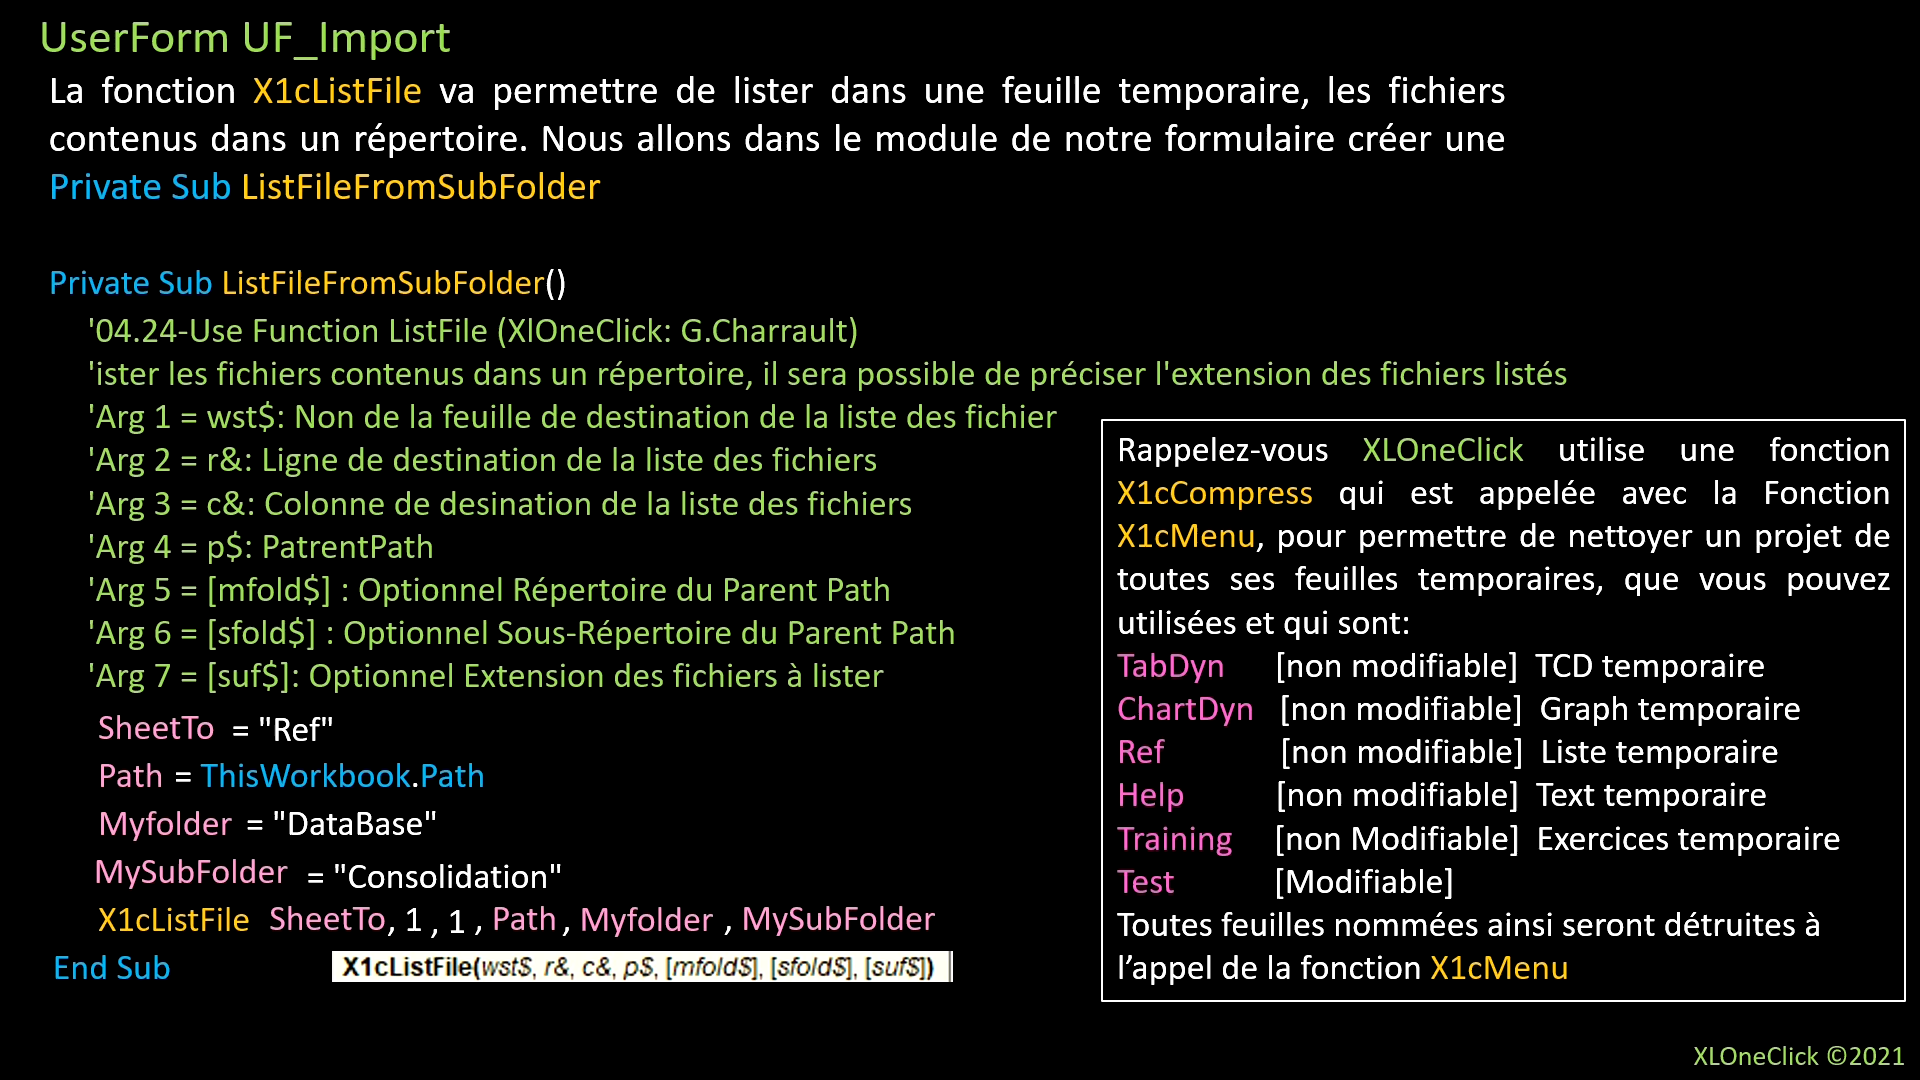 UserForm UF_Import
La fonction X1cListFile va permettre de lister dans une feuille temporaire, les fichiers
contenus dans un répertoire. Nous allons dans le module de notre formulaire créer une
Private Sub ListFileFromSubFolder
Private Sub ListFileFromSubFolder()
'04.24-Use Function ListFile (XlOneClick: G.Charrault)
'ister les fichiers contenus dans un répertoire, il sera possible de préciser l'extension des fichiers listés
'Arg 1 = wst$: Non de la feuille de destination de la liste des fichier
'Arg 2 = r&: Ligne de destination de la liste des fichiers
'Arg 3 = c&: Colonne de desination de la liste des fichiers
'Arg 4 = p$: PatrentPath
'Arg 5 = [mfold$] : Optionnel Répertoire du Parent Path
'Arg 6 = [sfold$] : Optionnel Sous-Répertoire du Parent Path
'Arg 7 = [suf$]: Optionnel Extension des fichiers à lister
SheetTo = "Ref"
Path = ThisWorkbook.Path
Myfolder = "DataBase"
MySubFolder = "Consolidation"
X1cListFile SheetTo, 1 , 1 , Path , Myfolder , MySubFolder
End Sub
X1cListFile(wst$, r&, c&, p$, [mfold$], [sfold$], [suf$])
Rappelez-vous XLOneClick utilise une fonction
X1cCompress qui est appelée avec la Fonction
X1cMenu, pour permettre de nettoyer un projet de
toutes ses feuilles temporaires, que vous pouvez
utilisées et qui sont:
TabDyn [non modifiable] TCD temporaire
ChartDyn [non modifiable] Graph temporaire
Ref [non modifiable] Liste temporaire
Help [non modifiable] Text temporaire
Training [non Modifiable] Exercices temporaire
Test [Modifiable]
Toutes feuilles nommées ainsi seront détruites à
l’appel de la fonction X1cMenu
XLOneClick ©2021